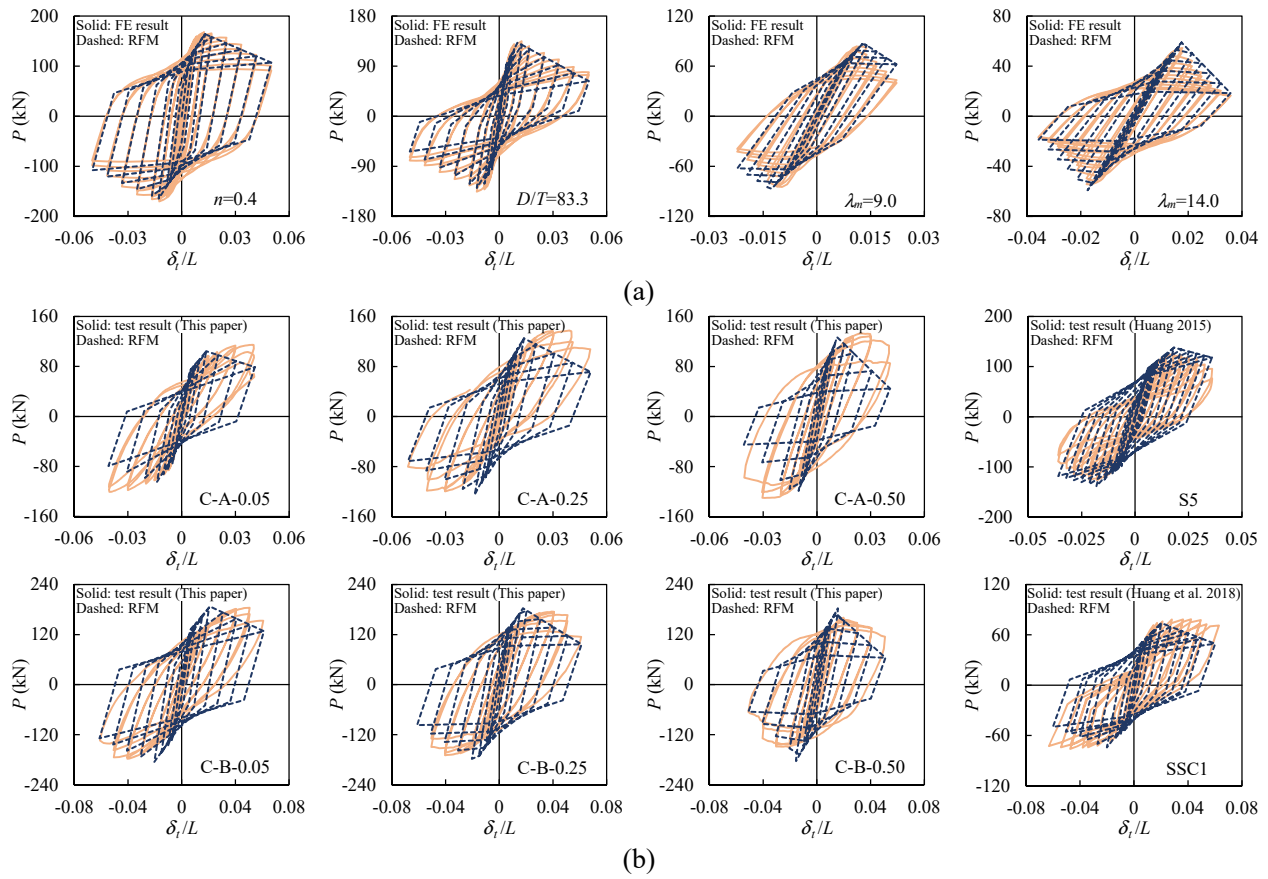 Solid: FE result
Dashed: RFM
P (kN)
200
100
0
-100
-200
-0.06 -0.03 0 0.03 0.06
δt/L
n=0.4
Solid: FE result
Dashed: RFM
P (kN)
180
90
0
-90
-180
-0.06 -0.03 0 0.03 0.06
δt/L
D/T=83.3
Solid: FE result
Dashed: RFM
P (kN)
120
60
0
-60
-120
-0.03 -0.015 0 0.015 0.03
δt/L
λm=9.0
Solid: FE result
Dashed: RFM
P (kN)
80
40
0
-40
-80
-0.04 -0.02 0 0.02 0.04
δt/L
λm=14.0
(a)
Solid: test result (This paper)
Dashed: RFM
P (kN)
160
80
0
-80
-160
-0.06 -0.03 0 0.03 0.06
δt/L
C-A-0.05
Solid: test result (This paper)
Dashed: RFM
P (kN)
160
80
0
-80
-160
-0.06 -0.03 0 0.03 0.06
δt/L
C-A-0.25
Solid: test result (This paper)
Dashed: RFM
P (kN)
160
80
0
-80
-160
-0.06 -0.03 0 0.03 0.06
δt/L
C-A-0.50
Solid: test result (Huang 2015)
Dashed: RFM
P (kN)
200
100
0
-100
-200
-0.05 -0.025 0 0.025 0.05
δt/L
S5
Solid: test result (This paper)
Dashed: RFM
P (kN)
240
120
0
-120
-240
-0.08 -0.04 0 0.04 0.08
δt/L
C-B-0.05
Solid: test result (This paper)
Dashed: RFM
P (kN)
240
120
0
-120
-240
-0.08 -0.04 0 0.04 0.08
δt/L
C-B-0.25
Solid: test result (This paper)
Dashed: RFM
P (kN)
240
120
0
-120
-240
-0.08 -0.04 0 0.04 0.08
δt/L
C-B-0.50
Solid: test result (Huang et al. 2018)
Dashed: RFM
P (kN)
120
60
0
-60
-120
-0.08 -0.04 0 0.04 0.08
δt/L
SSC1
(b)